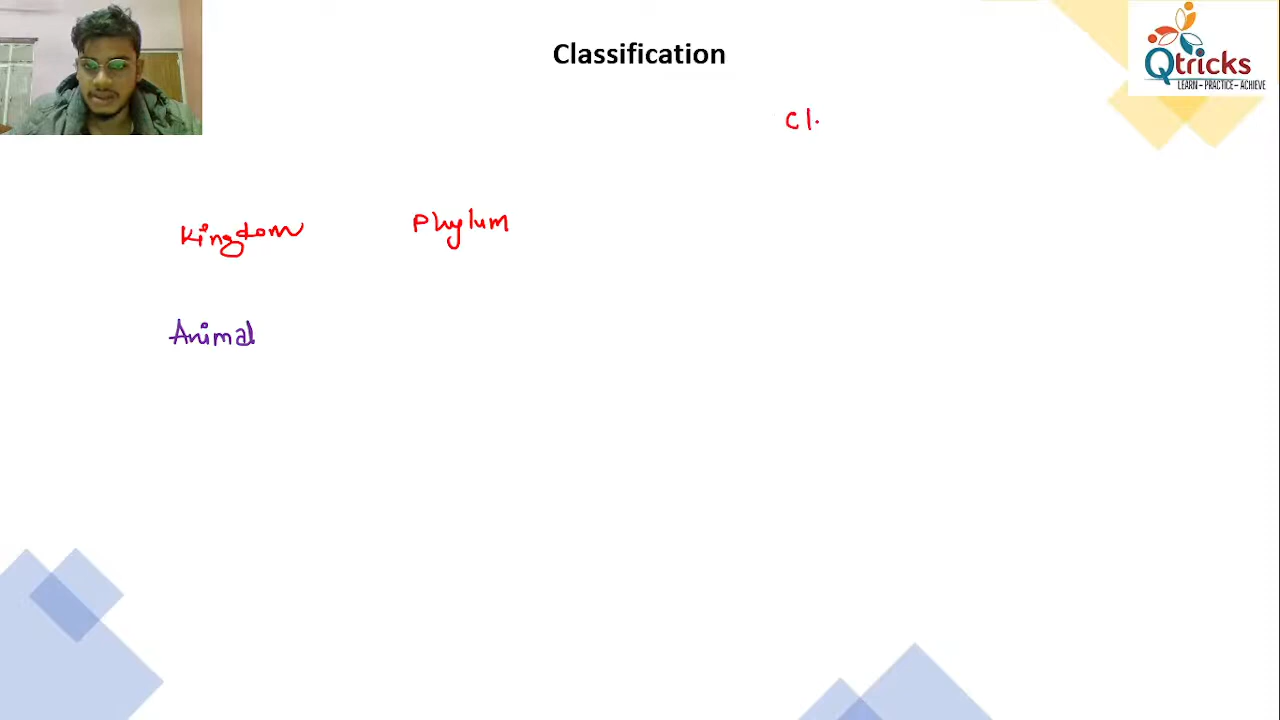 Classification
Qtricks
LEARN - PRACTICE - ACHIEVE
Cl.
Kingdom
Phylum
Animal